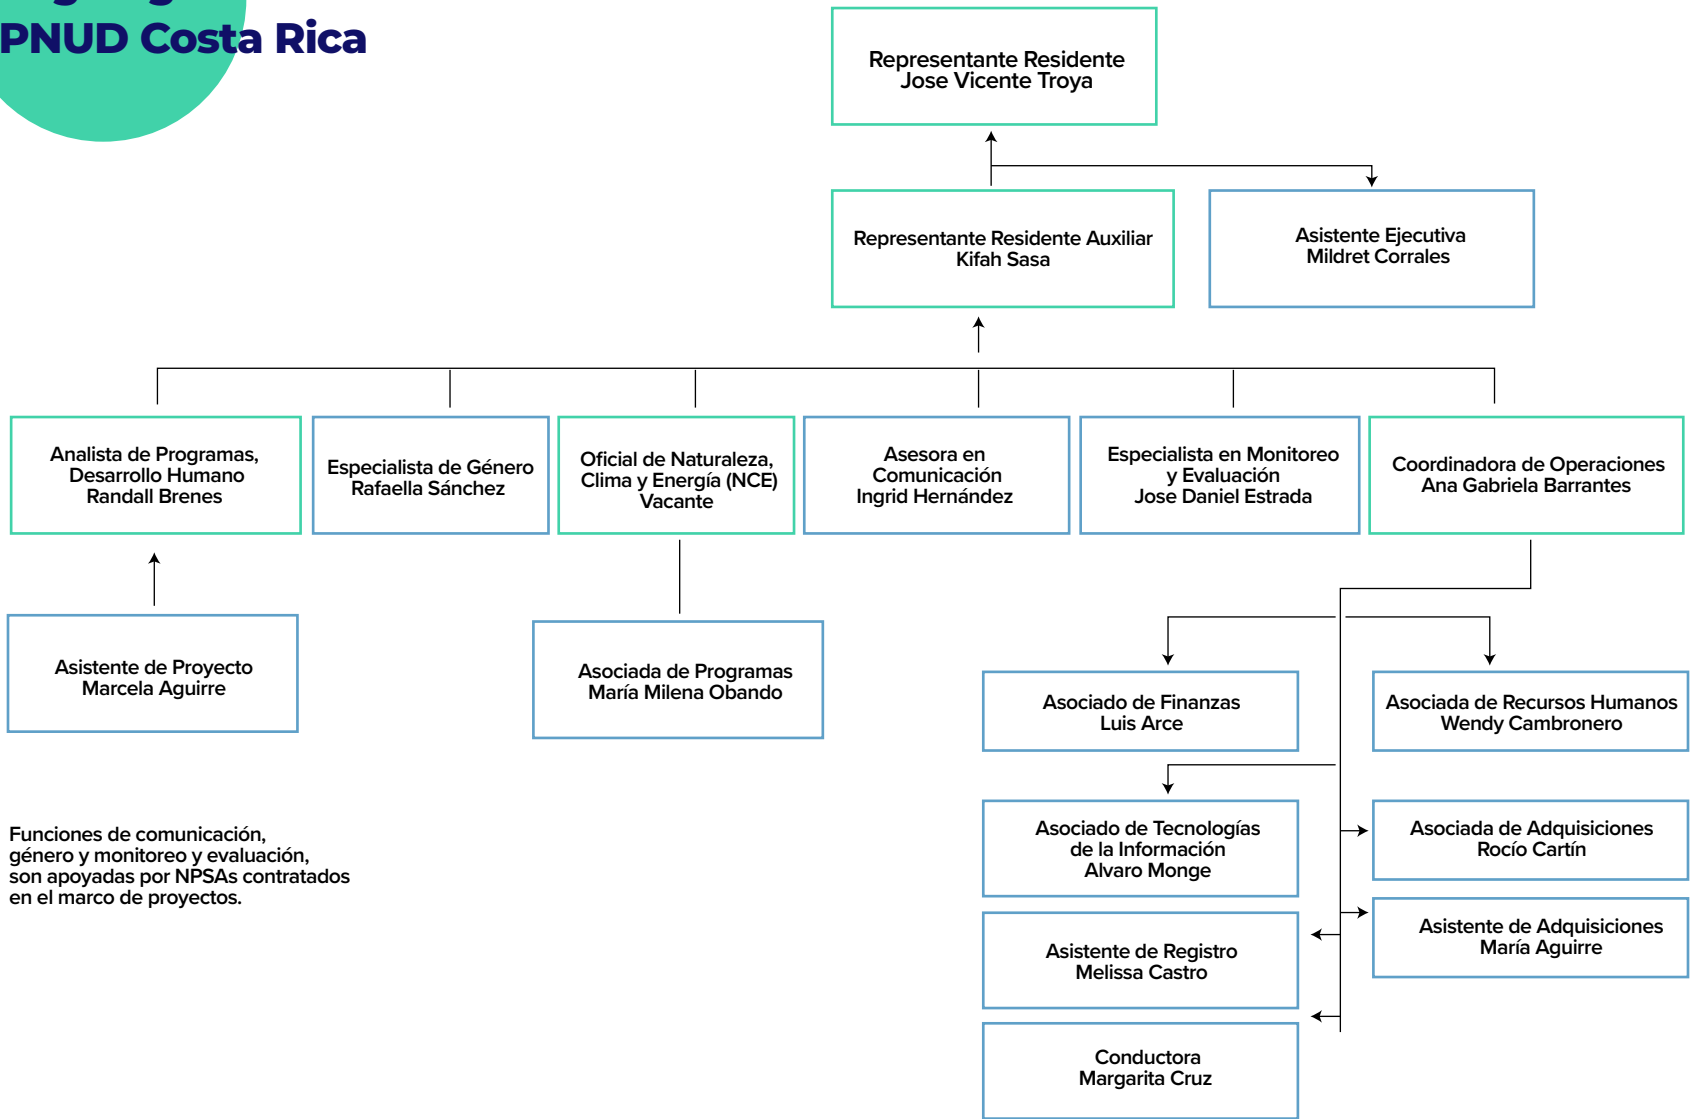 PNUD Costa Rica
Representante Residente
Jose Vicente Troya
Representante Residente Auxiliar
Kifah Sasa
Asistente Ejecutiva
Mildret Corrales
Analista de Programas,
Desarrollo Humano
Randall Brenes
Especialista de Género
Rafaella Sánchez
Oficial de Naturaleza,
Clima y Energía (NCE)
Vacante
Asesora en
Comunicación
Ingrid Hernández
Especialista en Monitoreo
y Evaluación
Jose Daniel Estrada
Coordinadora de Operaciones
Ana Gabriela Barrantes
Asistente de Proyecto
Marcela Aguirre
Asociada de Programas
María Milena Obando
Asociado de Finanzas
Luis Arce
Asociada de Recursos Humanos
Wendy Cambronero
Asociado de Tecnologías
de la Información
Alvaro Monge
Asociada de Adquisiciones
Rocío Cartín
Asistente de Registro
Melissa Castro
Asistente de Adquisiciones
María Aguirre
Conductora
Margarita Cruz
Funciones de comunicación,
género y monitoreo y evaluación,
son apoyadas por NPSAs contratados
en el marco de proyectos.